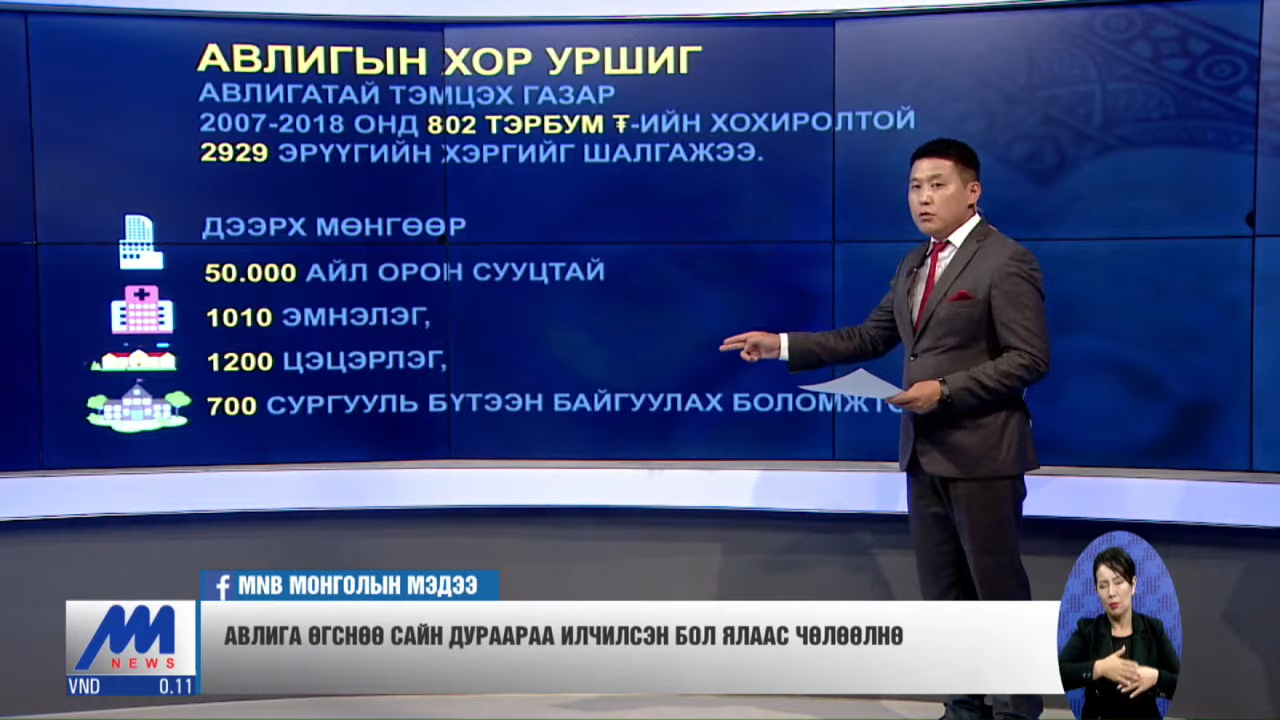 АВЛИГЫН ХОР УРШИГ
АВЛИГАТАЙ ТЭМЦЭХ ГАЗАР
2007-2018 ОНД 802 ТЭРБУМ ₮-ИЙН ХОХИРОЛТОЙ
2929 ЭРҮҮГИЙН ХЭРГИЙГ ШАЛГАЖЭЭ.
ДЭЭРХ МӨНГӨӨР
50.000 АЙЛ ОРОН СУУЦТАЙ
1010 ЭМНЭЛЭГ,
1200 ЦЭЦЭРЛЭГ,
700 СУРГУУЛЬ БҮТЭЭН БАЙГУУЛАХ
f MNB МОНГОЛЫН МЭДЭЭ
АВЛИГА ӨГСНӨӨ САЙН ДУРААРАА ИЛЧИЛСЭН БОЛ ЯЛААС ЧӨЛӨӨЛНӨ
NEWS
VND 0.11